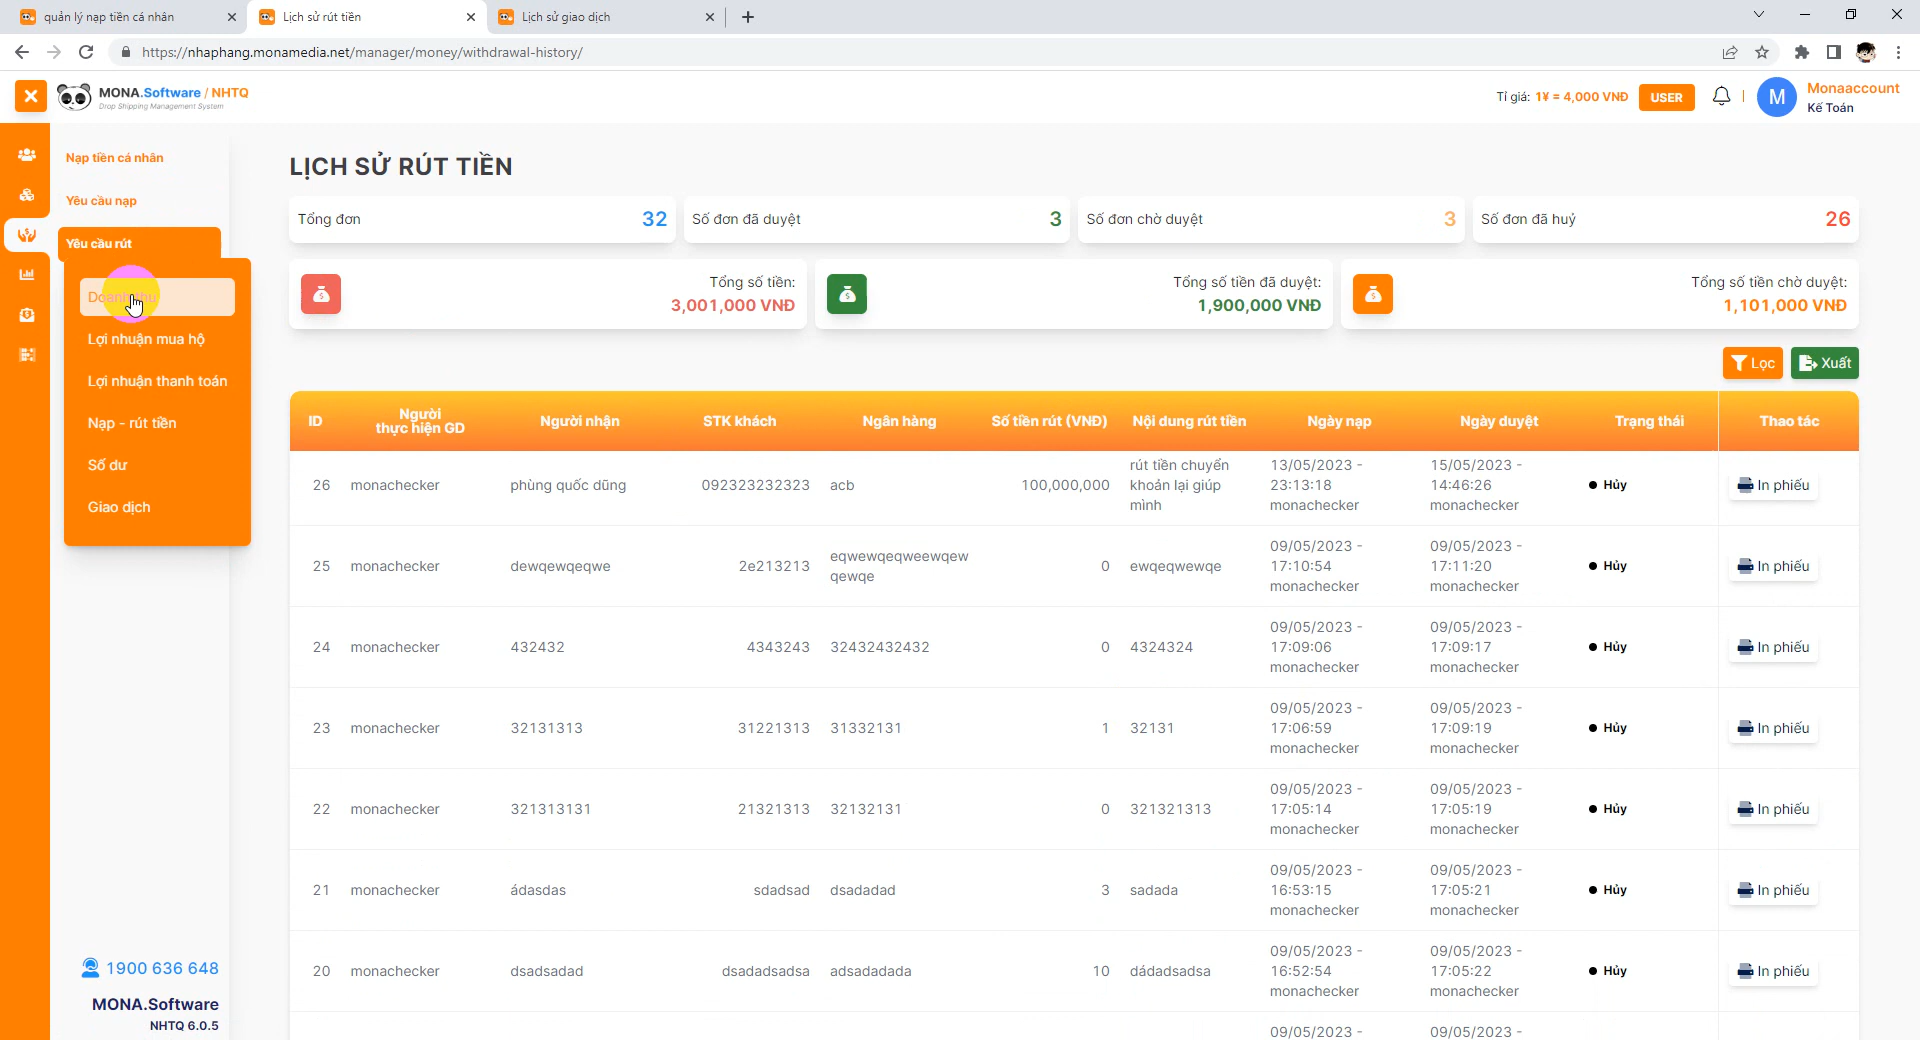 quản lý nạp tiền cá nhân
Lịch sử rút tiền
Lịch sử giao dịch
https://nhaphang.monamedia.net/manager/money/withdrawal-history/
MONA.Software / NHTQ
Drop Shipping Management System
Tỉ giá: 1¥ = 4,000 VNĐ
USER
M
Monaaccount
Kế Toán
Nạp tiền cá nhân
Yêu cầu nạp
Yêu cầu rút
Doanh thu
Lợi nhuận mua hộ
Lợi nhuận thanh toán
Nạp - rút tiền
Số dư
Giao dịch
1900 636 648
MONA.Software
NHTQ 6.0.5
LỊCH SỬ RÚT TIỀN
Tổng đơn 32
Số đơn đã duyệt 3
Số đơn chờ duyệt 3
Số đơn đã huỷ 26
Tổng số tiền:
3,001,000 VNĐ
Tổng số tiền đã duyệt:
1,900,000 VNĐ
Tổng số tiền chờ duyệt:
1,101,000 VNĐ
Lọc
Xuất
ID Người thực hiện GD Người nhận STK khách Ngân hàng Số tiền rút (VNĐ) Nội dung rút tiền Ngày nạp Ngày duyệt Trạng thái Thao tác
26 monachecker phùng quốc dũng 092323232323 acb 100,000,000 rút tiền chuyển khoản lại giúp mình 13/05/2023 - 23:13:18 monachecker 15/05/2023 - 14:46:26 monachecker Hủy In phiếu
25 monachecker dewqewqeqwe 2e213213 eqwewqeqweewqew qewqe 0 ewqeqwewqe 09/05/2023 - 17:10:54 monachecker 09/05/2023 - 17:11:20 monachecker Hủy In phiếu
24 monachecker 432432 4343243 32432432432 0 4324324 09/05/2023 - 17:09:06 monachecker 09/05/2023 - 17:09:17 monachecker Hủy In phiếu
23 monachecker 32131313 31221313 31332131 1 32131 09/05/2023 - 17:06:59 monachecker 09/05/2023 - 17:09:19 monachecker Hủy In phiếu
22 monachecker 321313131 21321313 32132131 0 321321313 09/05/2023 - 17:05:14 monachecker 09/05/2023 - 17:05:19 monachecker Hủy In phiếu
21 monachecker ádasdas sdadsad dsadadad 3 sadada 09/05/2023 - 16:53:15 monachecker 09/05/2023 - 17:05:21 monachecker Hủy In phiếu
20 monachecker dsadsadad dsadadsadsa adsadadada 10 dádadsadsa 09/05/2023 - 16:52:54 monachecker 09/05/2023 - 17:05:22 monachecker Hủy In phiếu
09/05/2023 - 09/05/2023 -